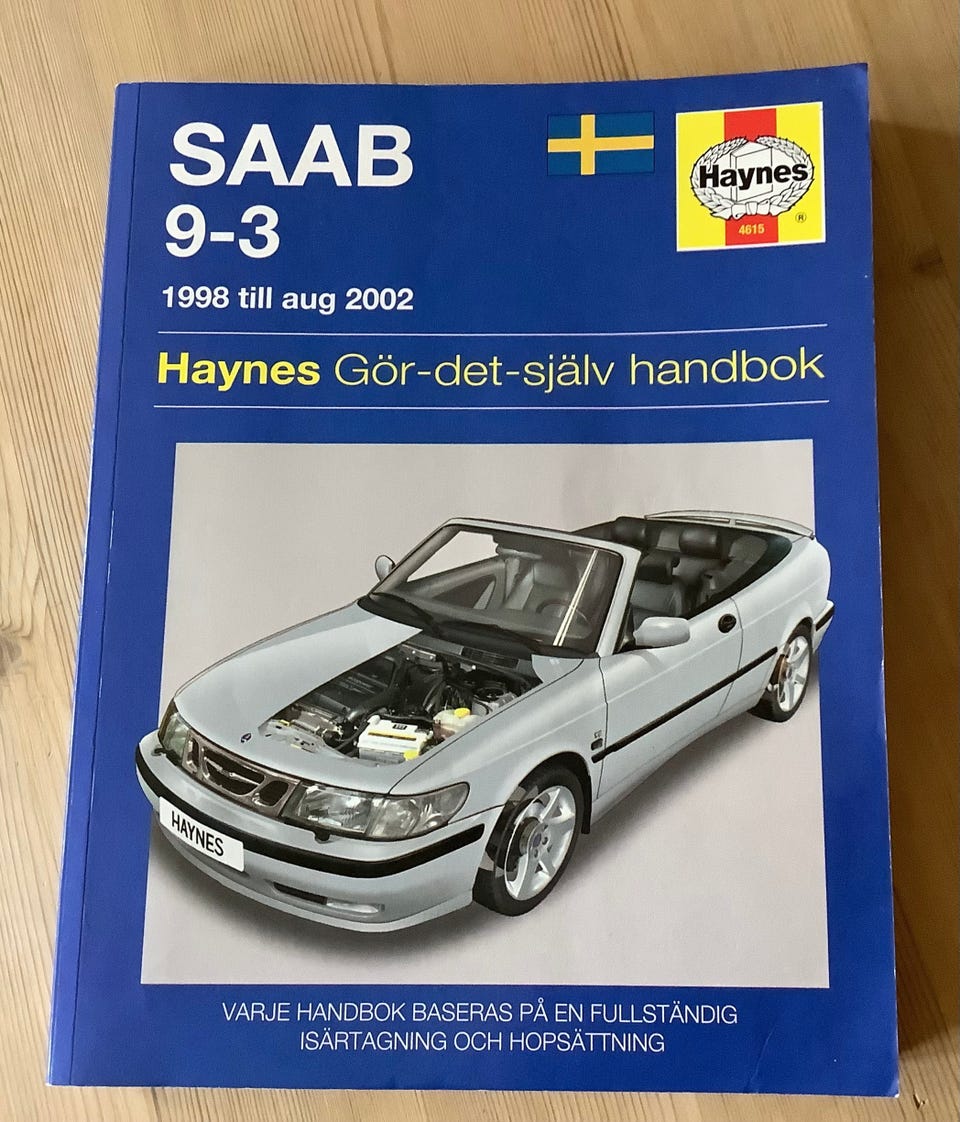 SAAB
9-3
1998 till aug 2002
Haynes
®
4615
Haynes Gör-det-själv handbok
HAYNES
VARJE HANDBOK BASERAS PÅ EN FULLSTÄNDIG
ISÄRTAGNING OCH HOPSÄTTNING